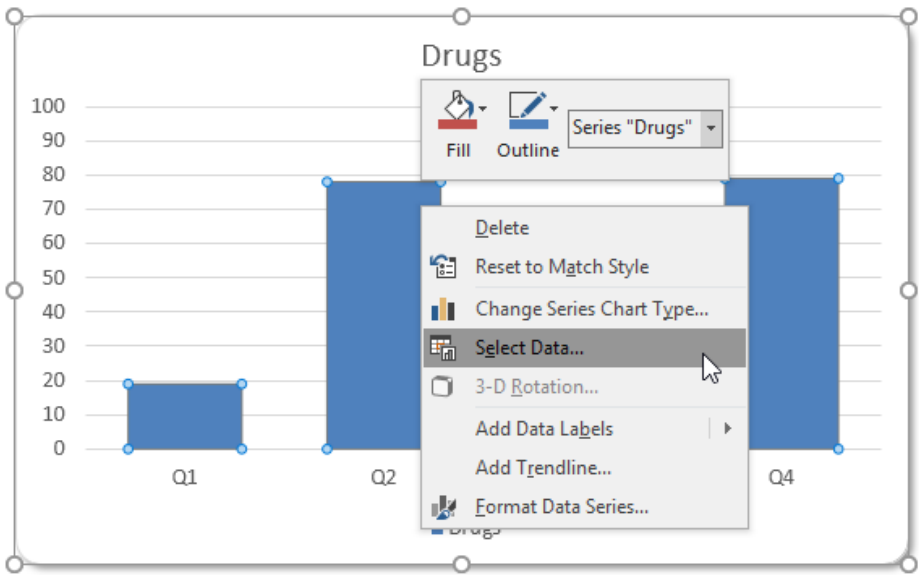 Drugs
100
90
80
70
60
50
40
30
20
10
0
Fill
Outline
Series "Drugs"
Delete
Reset to Match Style
Change Series Chart Type...
Select Data...
3-D Rotation...
Add Data Labels
Add Trendline...
Format Data Series...
Q1
Q2
Q4
Drugs